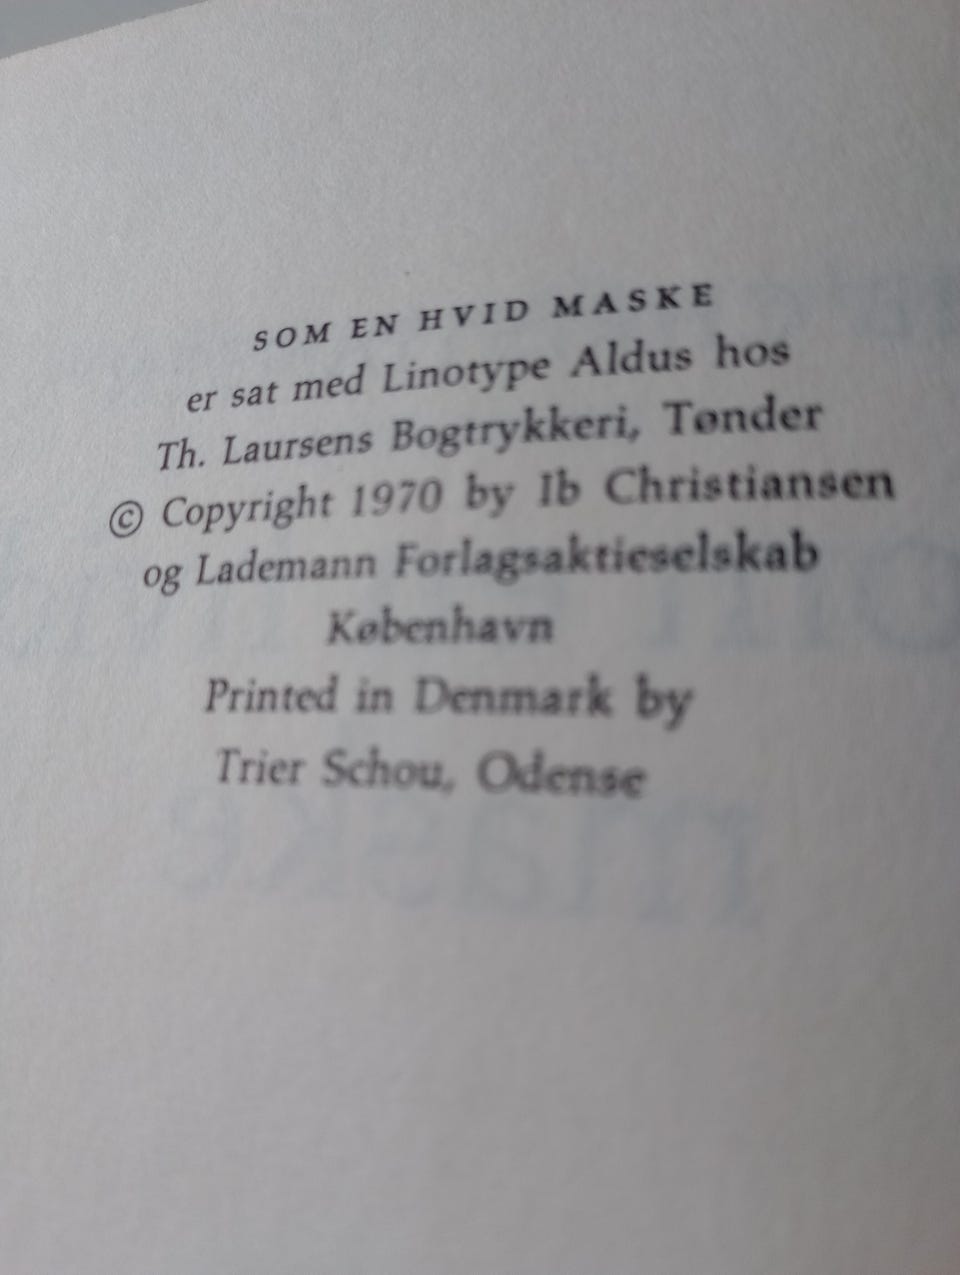 SOM EN HVID MASKE
er sat med Linotype Aldus hos
Th. Laursens Bogtrykkeri, Tønder
© Copyright 1970 by Ib Christiansen
og Lademann Forlagsaktieselskab
København
Printed in Denmark by
Trier Schou, Odense